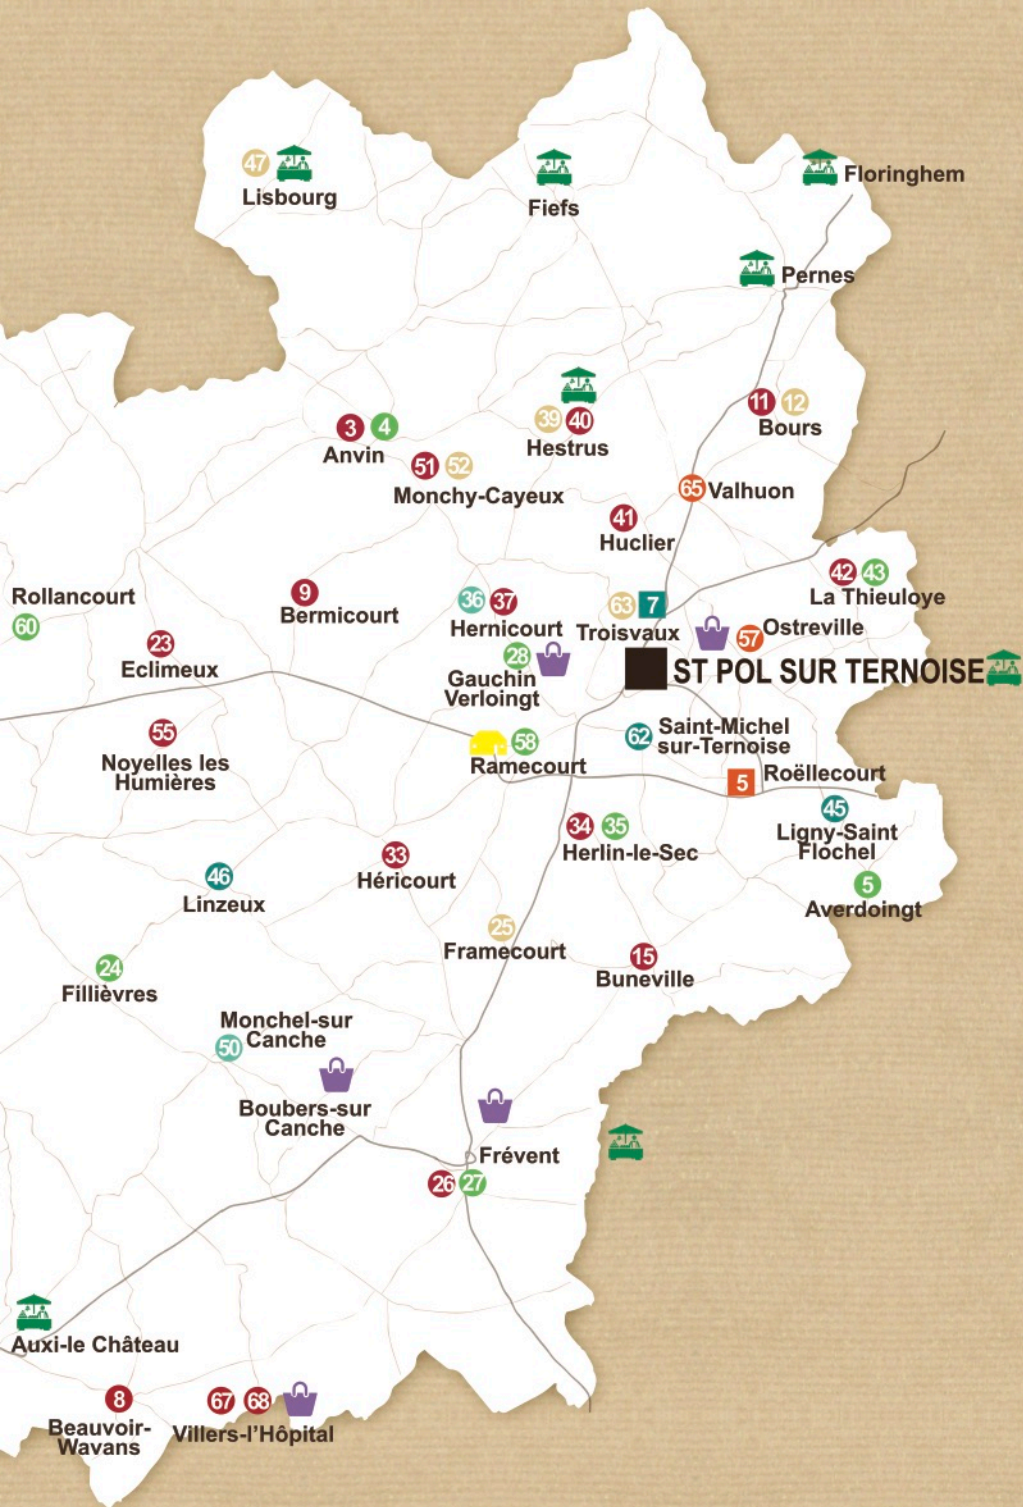 47
Lisbourg
Fiefs
Floringhem
Pernes
11 12
Bours
39 40
Hestrus
3 4
Anvin
51 52
Monchy-Cayeux
65 Valhuon
41
Huclier
42 43
La Thieuloye
Rollancourt
60
9
Bermicourt
36 37
Hernicourt
63 7
Troisvaux
57 Ostreville
23
Eclimeux
28
Gauchin
Verloingt
ST POL SUR TERNOISE
55
Noyelles les
Humières
58
Ramecourt
62 Saint-Michel
sur-Ternoise
5 Roëllecourt
45
Ligny-Saint
Flochel
34 35
Herlin-le-Sec
33
Héricourt
46
Linzeux
5
Averdoingt
25
Framecourt
15
Buneville
24
Fillièvres
Monchel-sur
50 Canche
Boubers-sur
Canche
Frévent
26 27
Auxi-le Château
8
Beauvoir-
Wavans
67 68
Villers-l'Hôpital